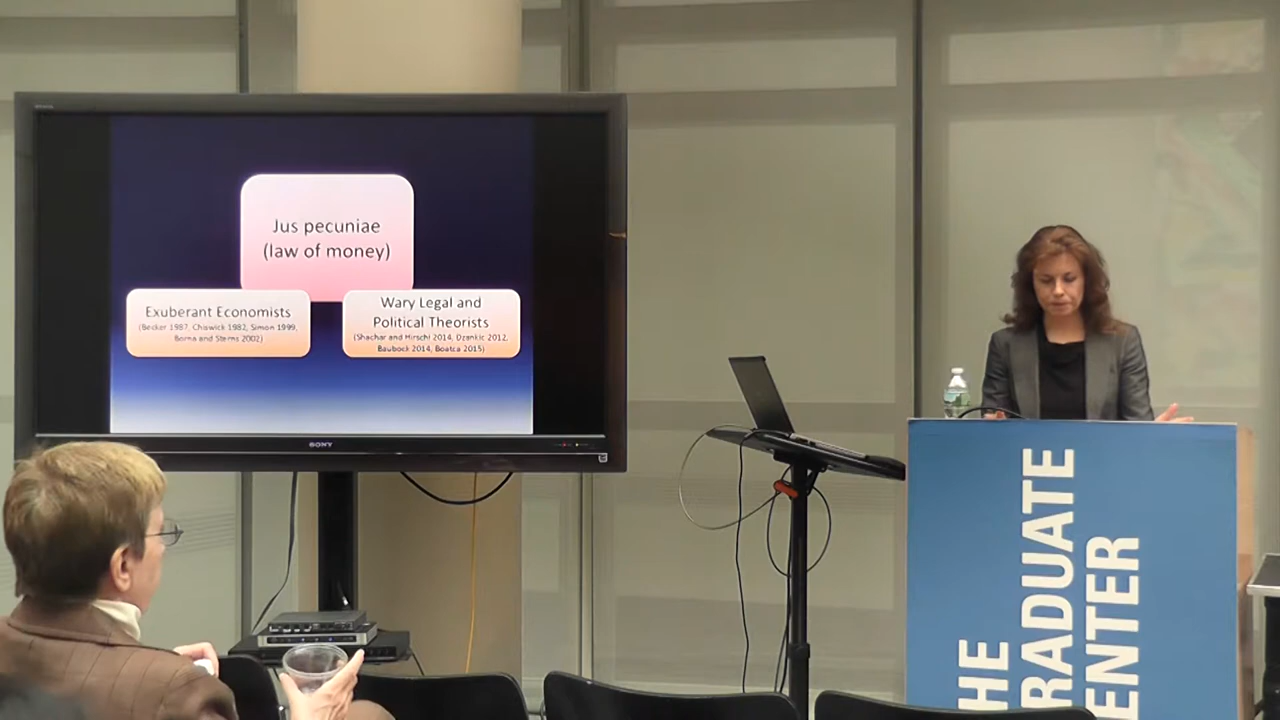 Jus pecuniae
(law of money)
Exuberant Economists
(Becker 1987, Chiswick 1982, Simon 1999,
Borna and Sterns 2002)
Wary Legal and
Political Theorists
(Shachar and Hirschl 2014, Dzankic 2012,
Baubock 2014, Boatca 2015)
SONY
THE
GRADUATE
CENTER